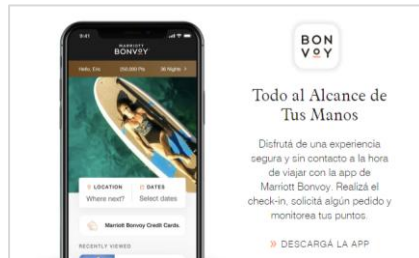 9:41
MARRIOTT
BONVOY
Hello, Eric 250,000 Pts 36 Nights >
LOCATION DATES
Where next? Select dates
Marriott Bonvoy Credit Cards
RECENTLY VIEWED
BON
VOY
Todo al Alcance de
Tus Manos
Disfrutá de una experiencia
segura y sin contacto a la hora
de viajar con la app de
Marriott Bonvoy. Realizá el
check-in, solicitá algún pedido y
monitorea tus puntos.
» DESCARGÁ LA APP